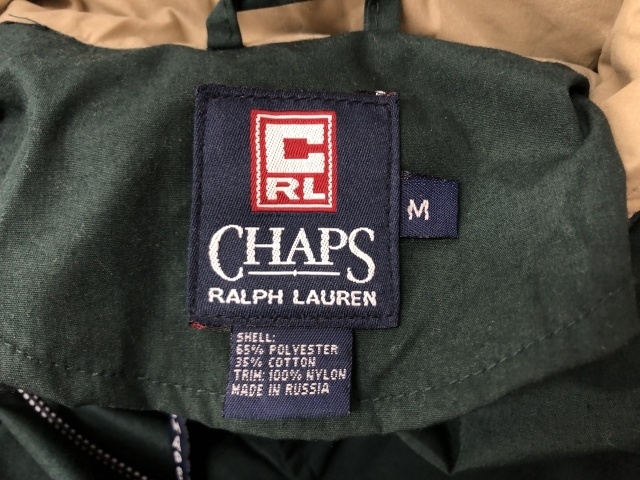 C
RL
M
CHAPS
RALPH LAUREN
SHELL:
65% POLYESTER
35% COTTON
TRIM: 100% NYLON
MADE IN RUSSIA